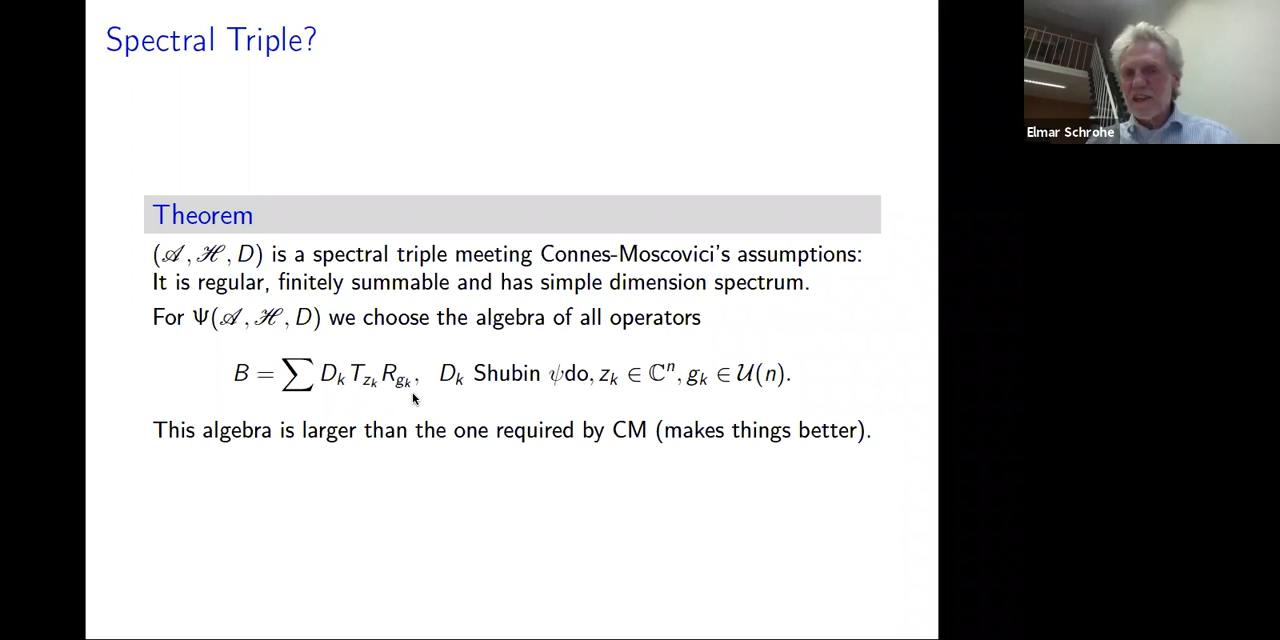 Spectral Triple?
Elmar Schrohe
Theorem
(𝒜, ℋ, D) is a spectral triple meeting Connes-Moscovici's assumptions:
It is regular, finitely summable and has simple dimension spectrum.
For Ψ(𝒜, ℋ, D) we choose the algebra of all operators
B = ∑ D_k T_{z_k} R_{g_k}, D_k Shubin ψdo, z_k ∈ ℂⁿ, g_k ∈ 𝒰(n).
This algebra is larger than the one required by CM (makes things better).